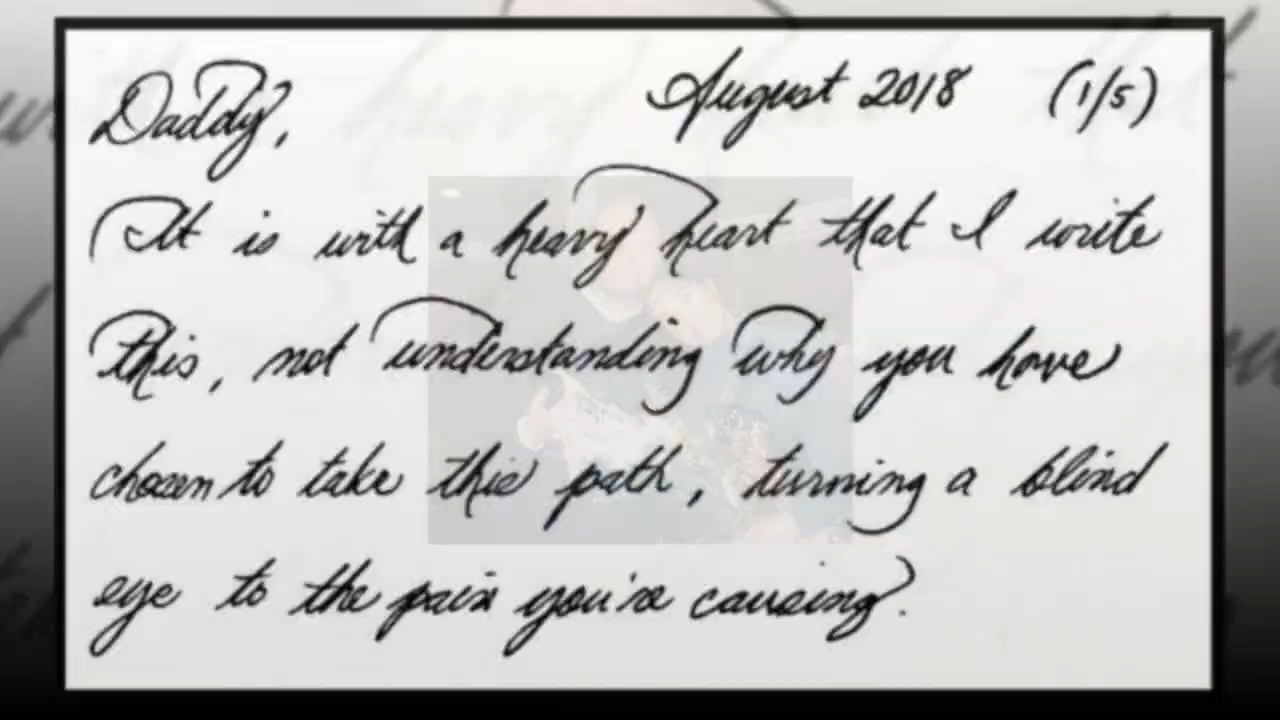 Daddy, August 2018 (1/5)
It is with a heavy heart that I write
this, not understanding why you have
chosen to take this path, turning a blind
eye to the pain you're causing.